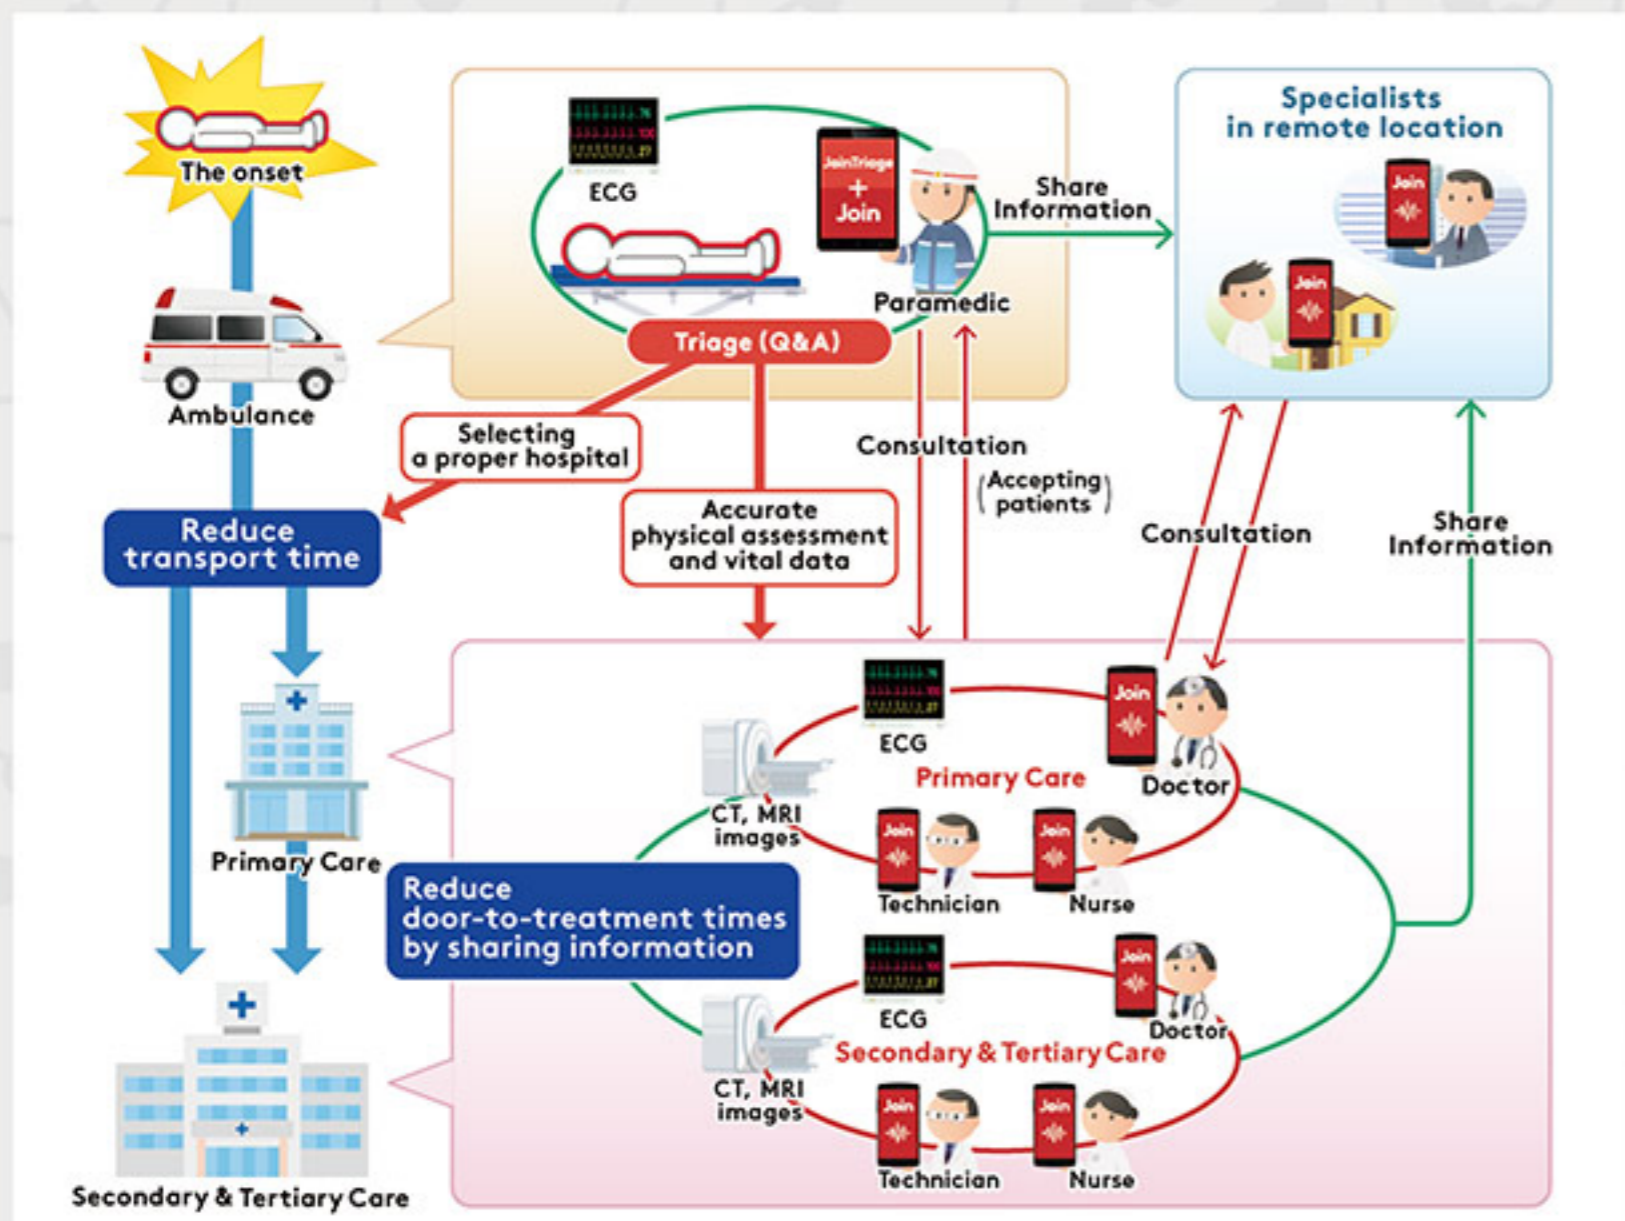 The onset
ECG
JoinTriage
+
Join
Paramedic
Triage (Q&A)
Share
Information
Specialists
in remote location
Join
Join
Ambulance
Selecting
a proper hospital
Accurate
physical assessment
and vital data
Consultation
(Accepting
patients)
Consultation
Share
Information
Reduce
transport time
Primary Care
Secondary & Tertiary Care
Reduce
door-to-treatment times
by sharing information
ECG
Join
Doctor
CT, MRI
images
Primary Care
Join
Technician
Join
Nurse
ECG
Join
Doctor
CT, MRI
images
Secondary & Tertiary Care
Join
Technician
Join
Nurse